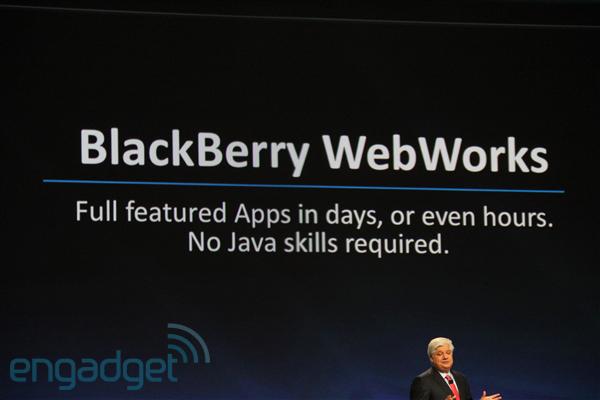 BlackBerry WebWorks
Full featured Apps in days, or even hours.
No Java skills required.
engadget